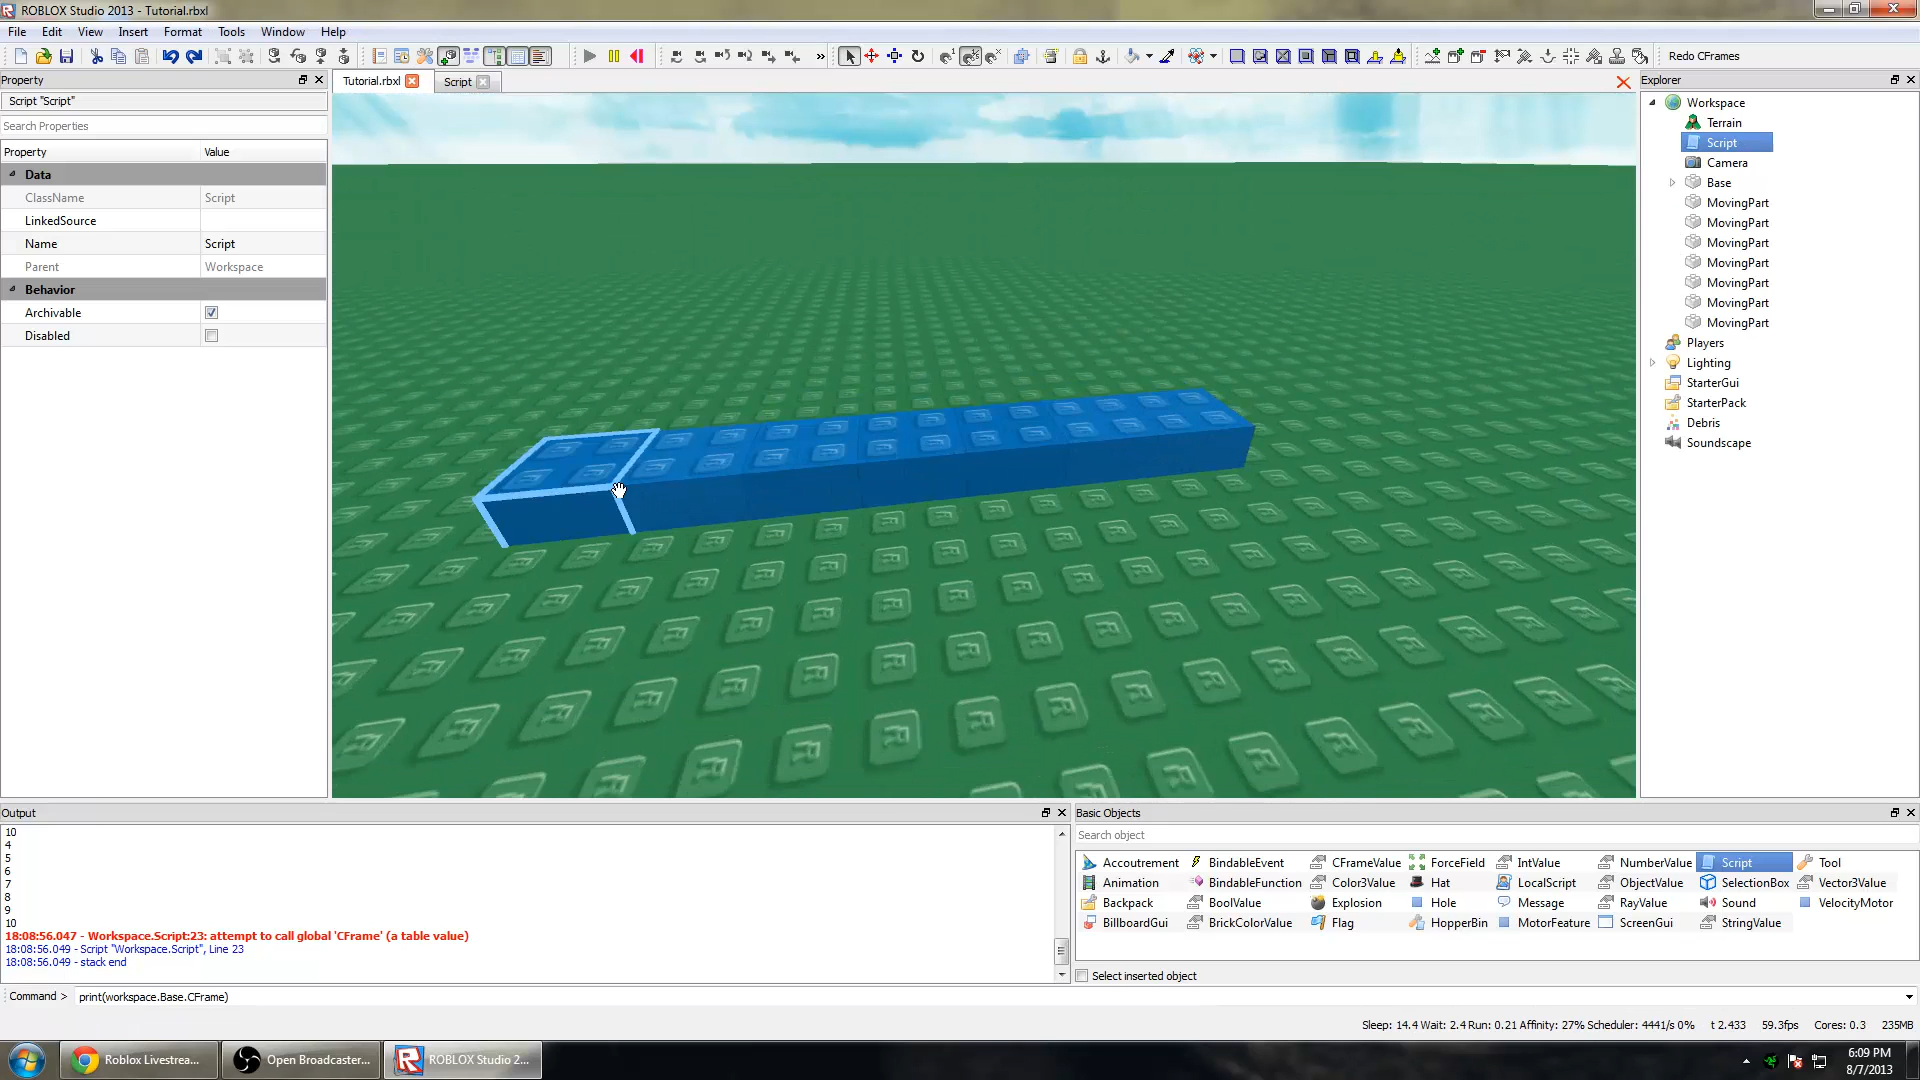 ROBLOX Studio 2013 - Tutorial.rbxl
File Edit View Insert Format Tools Window Help
Redo CFrames
Property
Script "Script"
Search Properties
Property Value
Data
ClassName Script
LinkedSource
Name Script
Parent Workspace
Behavior
Archivable
Disabled
Tutorial.rbxl Script
Explorer
Workspace
Terrain
Script
Camera
Base
MovingPart
MovingPart
MovingPart
MovingPart
MovingPart
MovingPart
MovingPart
Players
Lighting
StarterGui
StarterPack
Debris
Soundscape
Output
10
4
5
6
7
8
9
10
18:08:56.047 - Workspace.Script:23: attempt to call global 'CFrame' (a table value)
18:08:56.049 - Script "Workspace.Script", Line 23
18:08:56.049 - stack end
Basic Objects
Search object
Accoutrement BindableEvent CFrameValue ForceField IntValue NumberValue Script Tool
Animation BindableFunction Color3Value Hat LocalScript ObjectValue SelectionBox Vector3Value
Backpack BoolValue Explosion Hole Message RayValue Sound VelocityMotor
BillboardGui BrickColorValue Flag HopperBin MotorFeature ScreenGui StringValue
Select inserted object
Command > print(workspace.Base.CFrame)
Sleep: 14.4 Wait: 2.4 Run: 0.21 Affinity: 27% Scheduler: 4441/s 0% t 2.433 59.3fps Cores: 0.3 235MB
Roblox Livestrea... Open Broadcaster... ROBLOX Studio 2...
6:09 PM
8/7/2013